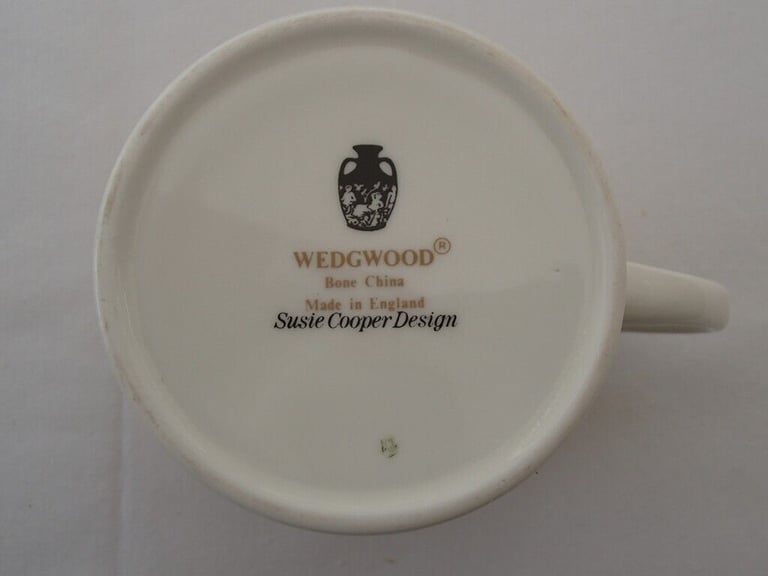 WEDGWOOD®
Bone China
Made in England
Susie Cooper Design